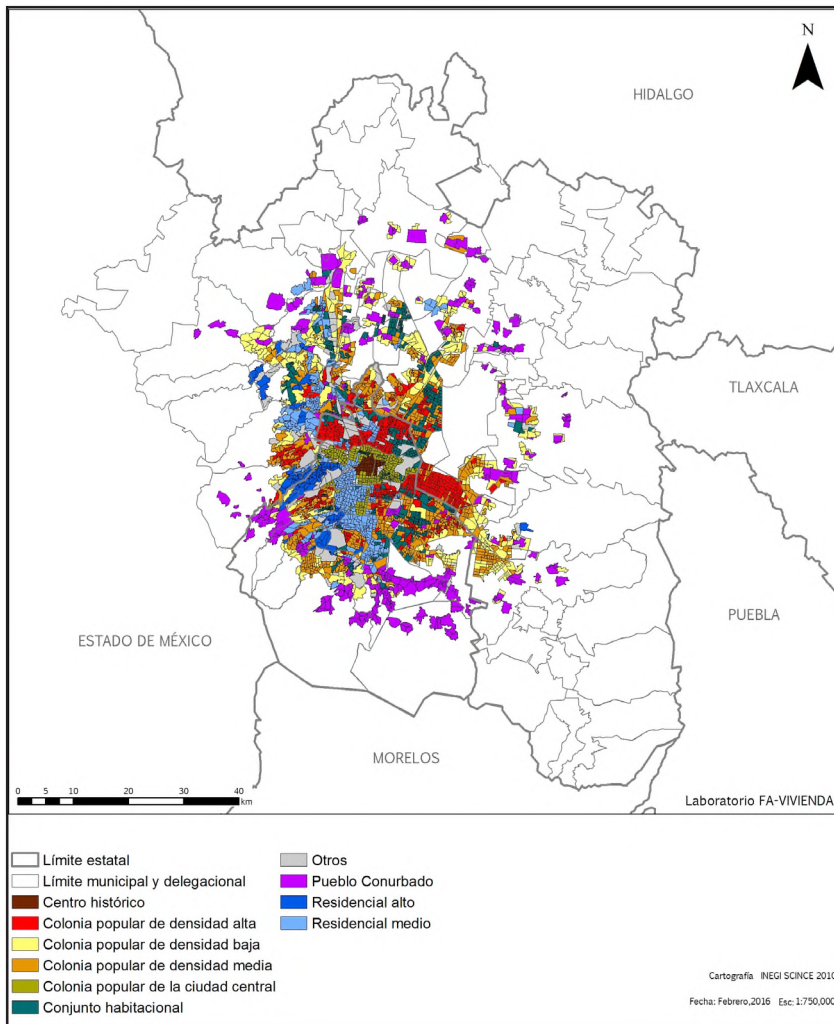 N
HIDALGO
TLAXCALA
PUEBLA
ESTADO DE MÉXICO
MORELOS
0 5 10 20 30 40
km
Laboratorio FA-VIVIENDA
Límite estatal
Límite municipal y delegacional
Centro histórico
Colonia popular de densidad alta
Colonia popular de densidad baja
Colonia popular de densidad media
Colonia popular de la ciudad central
Conjunto habitacional
Otros
Pueblo Conurbado
Residencial alto
Residencial medio
Cartografía INEGI SCINCE 2010
Fecha: Febrero,2016 Esc: 1:750,000